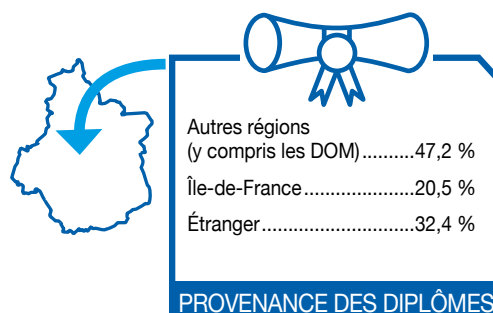 Autres régions
(y compris les DOM)..........47,2 %
Île-de-France.....................20,5 %
Étranger.............................32,4 %
PROVENANCE DES DIPLÔMES